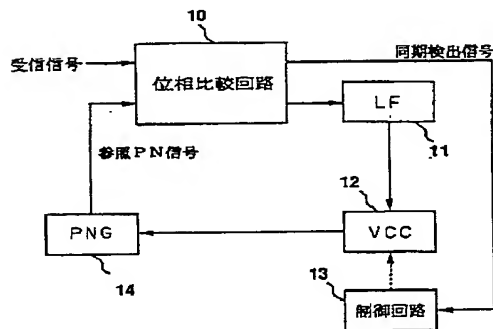 10
同期検出信号
受信信号
位相比較回路
LF
11
参照PN信号
12
PNG
VCC
14
13
制御回路